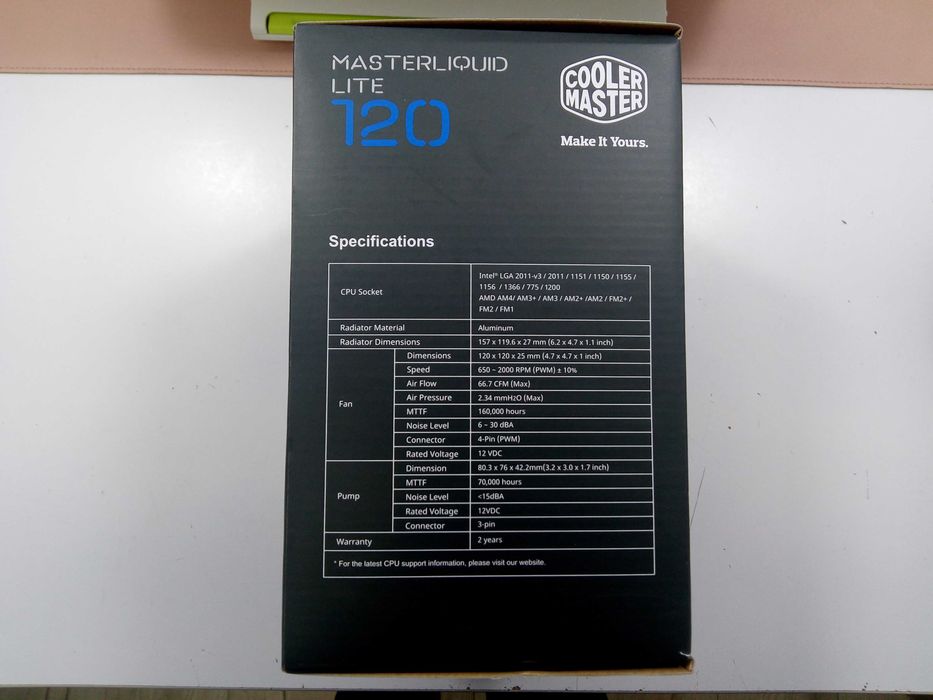 MASTERLIQUID
LITE
120
COOLER
MASTER
Make It Yours.
Specifications
CPU Socket
Intel® LGA 2011-v3 / 2011 / 1151 / 1150 / 1155 /
1156 / 1366 / 775 / 1200
AMD AM4/ AM3+ / AM3 / AM2+ /AM2 / FM2+ /
FM2 / FM1
Radiator Material Aluminum
Radiator Dimensions 157 x 119.6 x 27 mm (6.2 x 4.7 x 1.1 inch)
Fan
Dimensions 120 x 120 x 25 mm (4.7 x 4.7 x 1 inch)
Speed 650 ~ 2000 RPM (PWM) ± 10%
Air Flow 66.7 CFM (Max)
Air Pressure 2.34 mmH2O (Max)
MTTF 160,000 hours
Noise Level 6 ~ 30 dBA
Connector 4-Pin (PWM)
Rated Voltage 12 VDC
Pump
Dimension 80.3 x 76 x 42.2mm(3.2 x 3.0 x 1.7 inch)
MTTF 70,000 hours
Noise Level <15dBA
Rated Voltage 12VDC
Connector 3-pin
Warranty 2 years
* For the latest CPU support information, please visit our website.